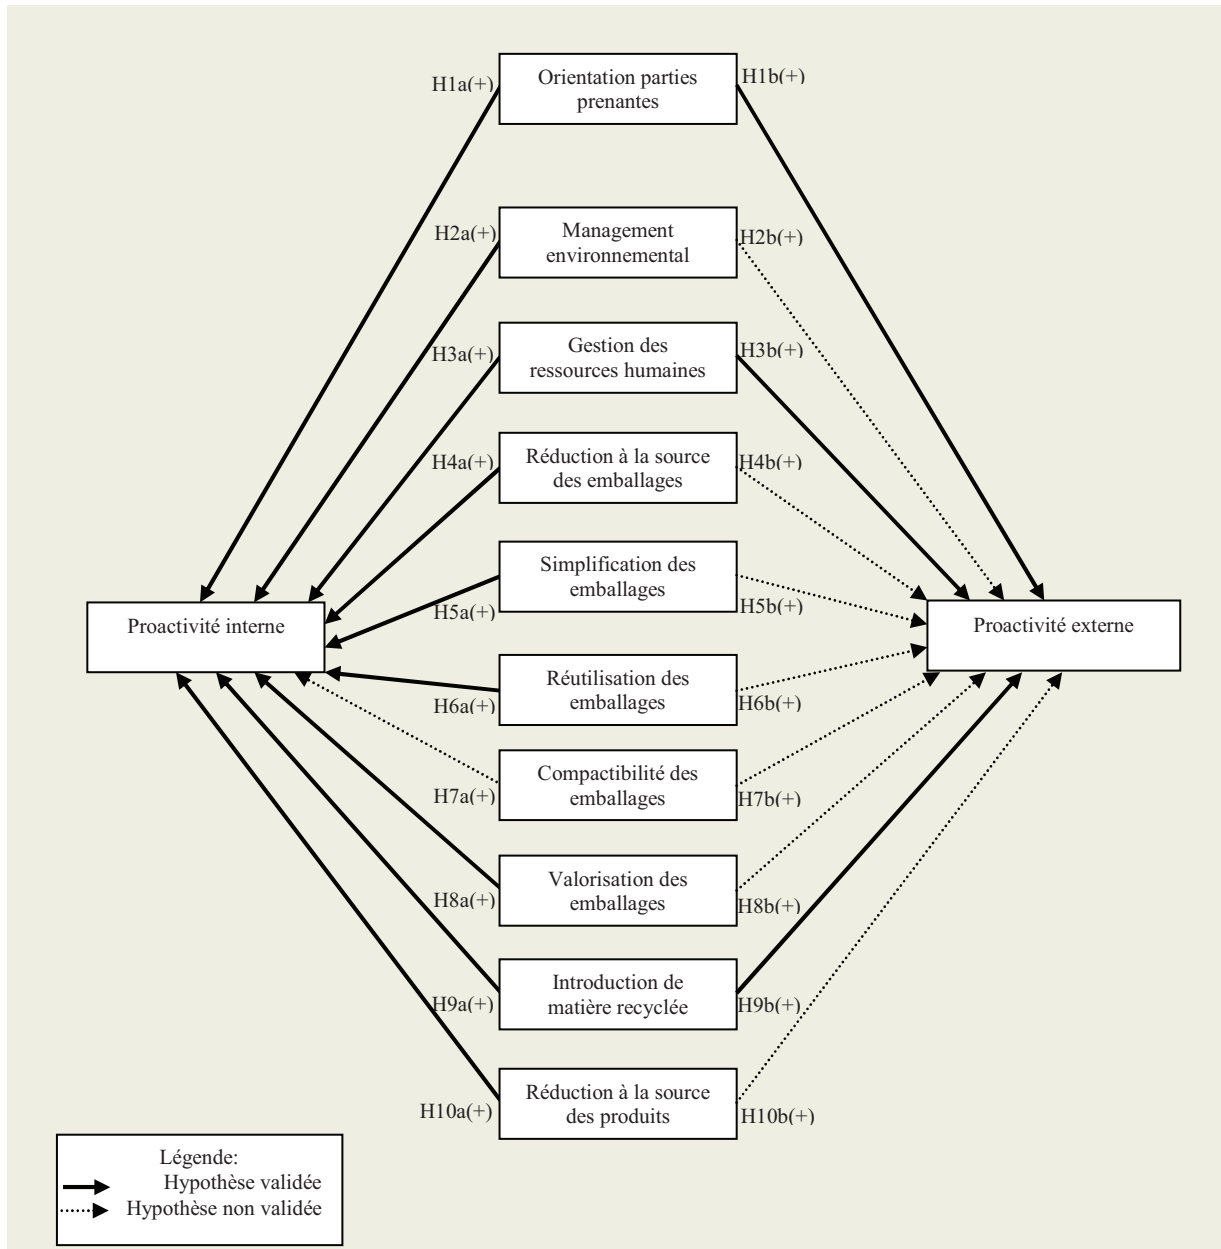 H1a(+)
Orientation parties
prenantes
H1b(+)
H2a(+)
Management
environnemental
H2b(+)
H3a(+)
Gestion des
ressources humaines
H3b(+)
H4a(+)
Réduction à la source
des emballages
H4b(+)
H5a(+)
Simplification des
emballages
H5b(+)
Proactivité interne
Proactivité externe
H6a(+)
Réutilisation des
emballages
H6b(+)
H7a(+)
Compactibilité des
emballages
H7b(+)
H8a(+)
Valorisation des
emballages
H8b(+)
H9a(+)
Introduction de
matière recyclée
H9b(+)
H10a(+)
Réduction à la source
des produits
H10b(+)
Légende:
Hypothèse validée
Hypothèse non validée